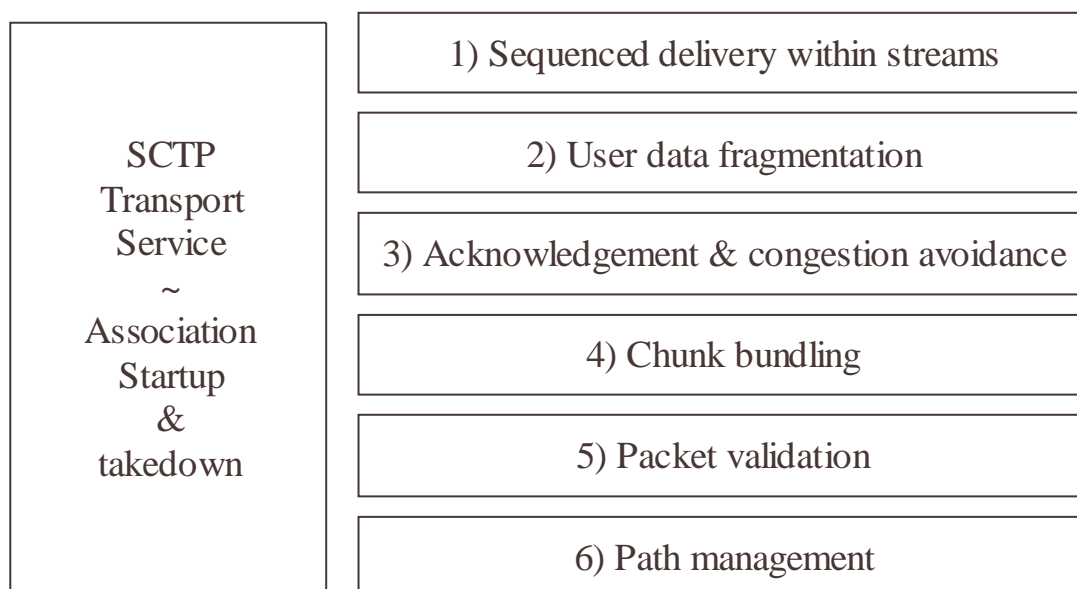 SCTP
Transport
Service
~
Association
Startup
&
takedown
1) Sequenced delivery within streams
2) User data fragmentation
3) Acknowledgement & congestion avoidance
4) Chunk bundling
5) Packet validation
6) Path management